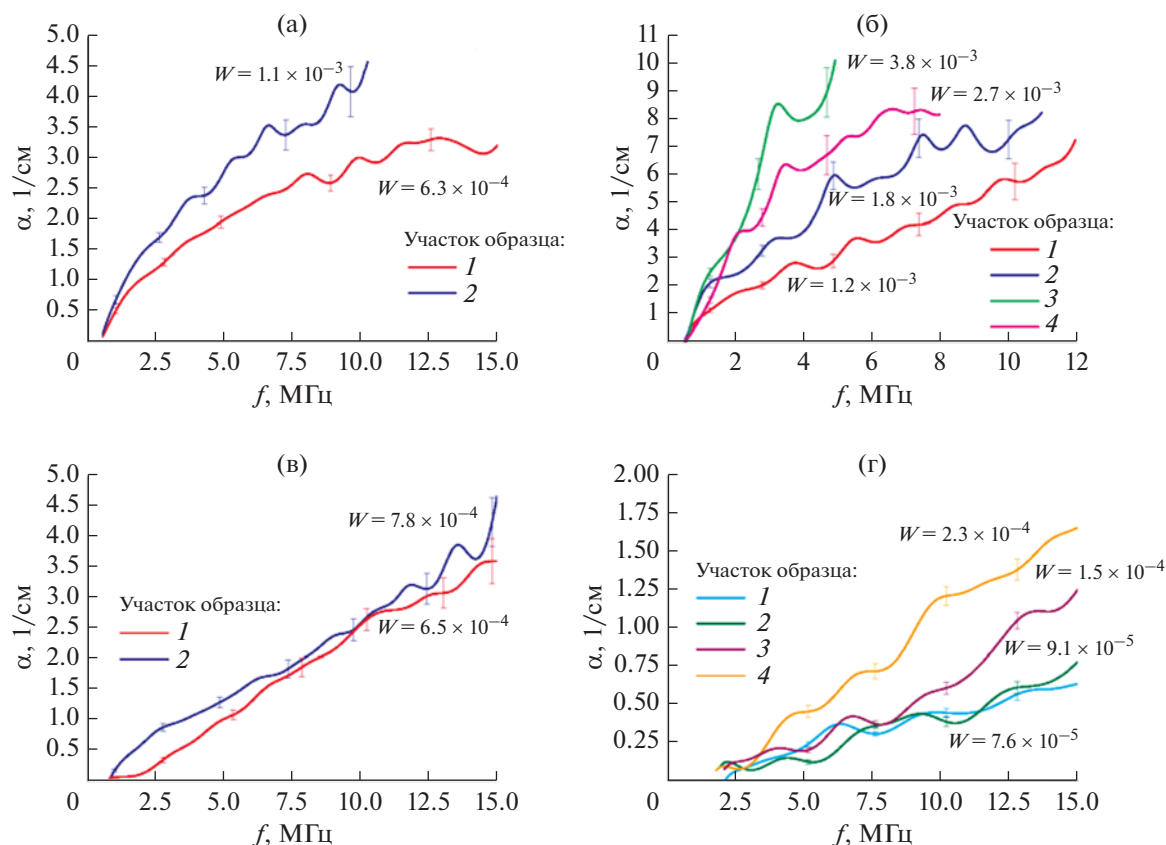 (а)
α, 1/см
5.0
4.5
4.0
3.5
3.0
2.5
2.0
1.5
1.0
0.5
0
2.5
5.0
7.5
10.0
12.5
15.0
f, МГц
W = 1.1 × 10⁻³
W = 6.3 × 10⁻⁴
Участок образца:
1
2
(б)
α, 1/см
11
10
9
8
7
6
5
4
3
2
1
0
2
4
6
8
10
12
f, МГц
W = 3.8 × 10⁻³
W = 2.7 × 10⁻³
W = 1.8 × 10⁻³
W = 1.2 × 10⁻³
Участок образца:
1
2
3
4
(в)
α, 1/см
5.0
4.5
4.0
3.5
3.0
2.5
2.0
1.5
1.0
0.5
0
2.5
5.0
7.5
10.0
12.5
15.0
f, МГц
W = 7.8 × 10⁻⁴
W = 6.5 × 10⁻⁴
Участок образца:
1
2
(г)
α, 1/см
2.00
1.75
1.50
1.25
1.00
0.75
0.50
0.25
0
2.5
5.0
7.5
10.0
12.5
15.0
f, МГц
W = 2.3 × 10⁻⁴
W = 1.5 × 10⁻⁴
W = 9.1 × 10⁻⁵
W = 7.6 × 10⁻⁵
Участок образца:
1
2
3
4